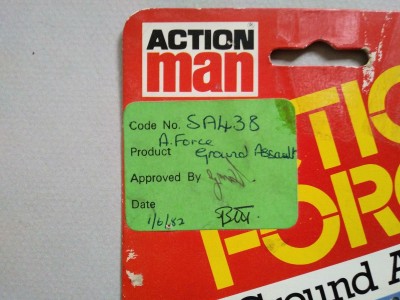 ACTION
man
Code No. SA438
A. Force
Product Ground Assault
Approved By
Date
1/6/82
TIO
FORC
Ground A